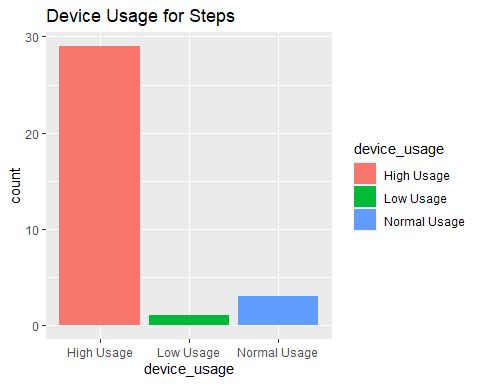 Device Usage for Steps
30
20
10
0
count
High Usage Low Usage Normal Usage
device_usage
device_usage
High Usage
Low Usage
Normal Usage